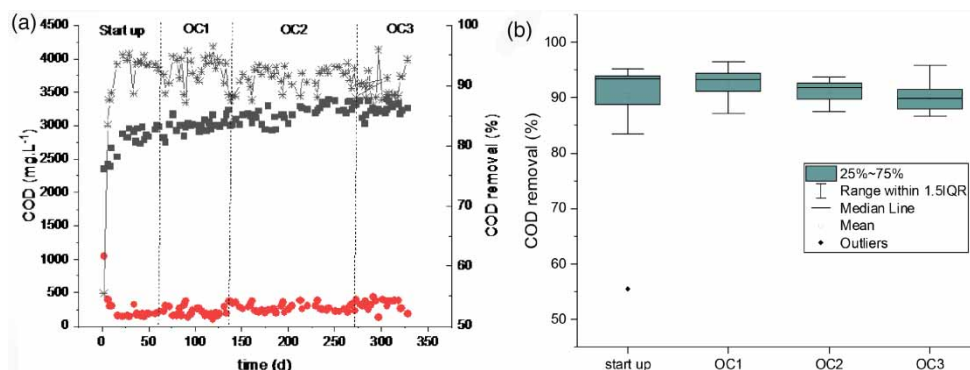 (a)
Start up OC1 OC2 OC3
4500
4000
3500
3000
2500
2000
1500
1000
500
0
COD (mg.L⁻¹)
0 50 100 150 200 250 300 350
time (d)
100
90
80
70
60
50
COD removal (%)
(b)
100
95
90
85
80
75
70
65
60
55
50
45
COD removal (%)
25%~75%
Range within 1.5IQR
Median Line
Mean
Outliers
start up OC1 OC2 OC3